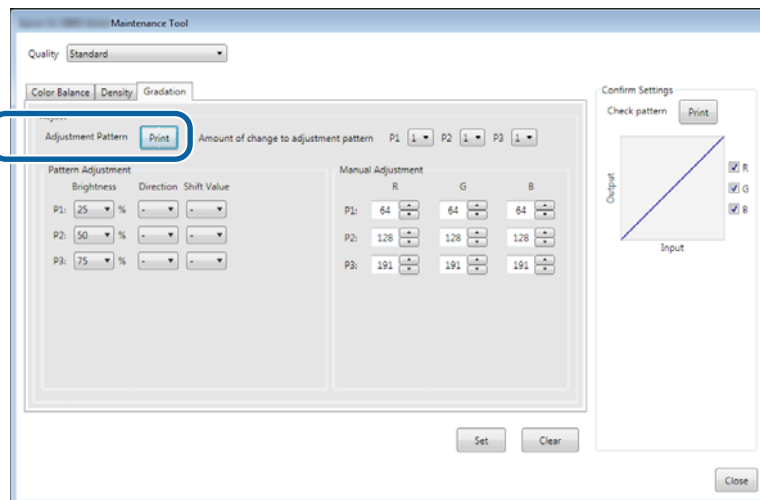 Maintenance Tool
Quality Standard
Color Balance Density Gradation
Adjustment Pattern Print Amount of change to adjustment pattern P1 1 P2 1 P3 1
Pattern Adjustment
Brightness Direction Shift Value
P1: 25 % - -
P2: 50 % - -
P3: 75 % - -
Manual Adjustment
R G B
P1: 64 64 64
P2: 128 128 128
P3: 191 191 191
Set Clear
Confirm Settings
Check pattern Print
Output
Input
R
G
B
Close